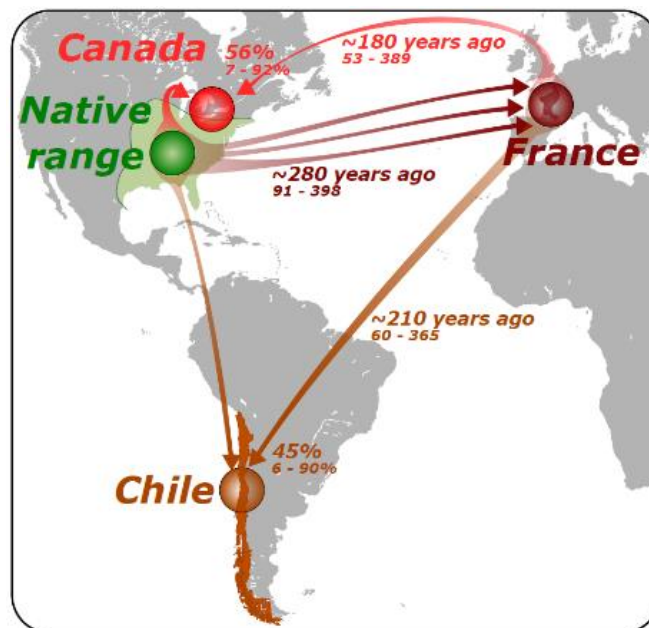 Canada
56%
7 - 92%
~180 years ago
53 - 389
Native
range
France
~280 years ago
91 - 398
~210 years ago
60 - 365
45%
6 - 90%
Chile